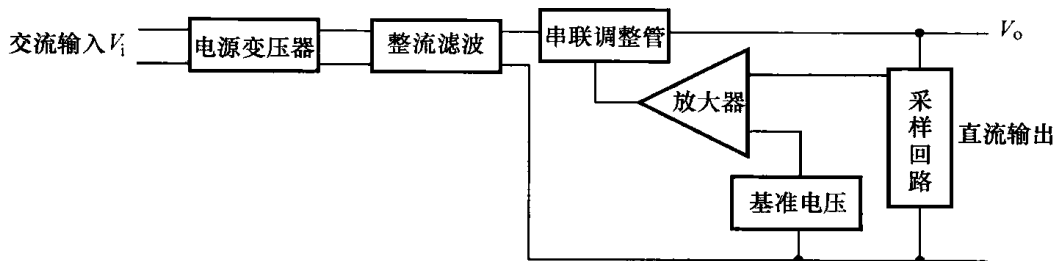 交流输入Vi
电源变压器
整流滤波
串联调整管
Vo
放大器
采样回路
直流输出
基准电压